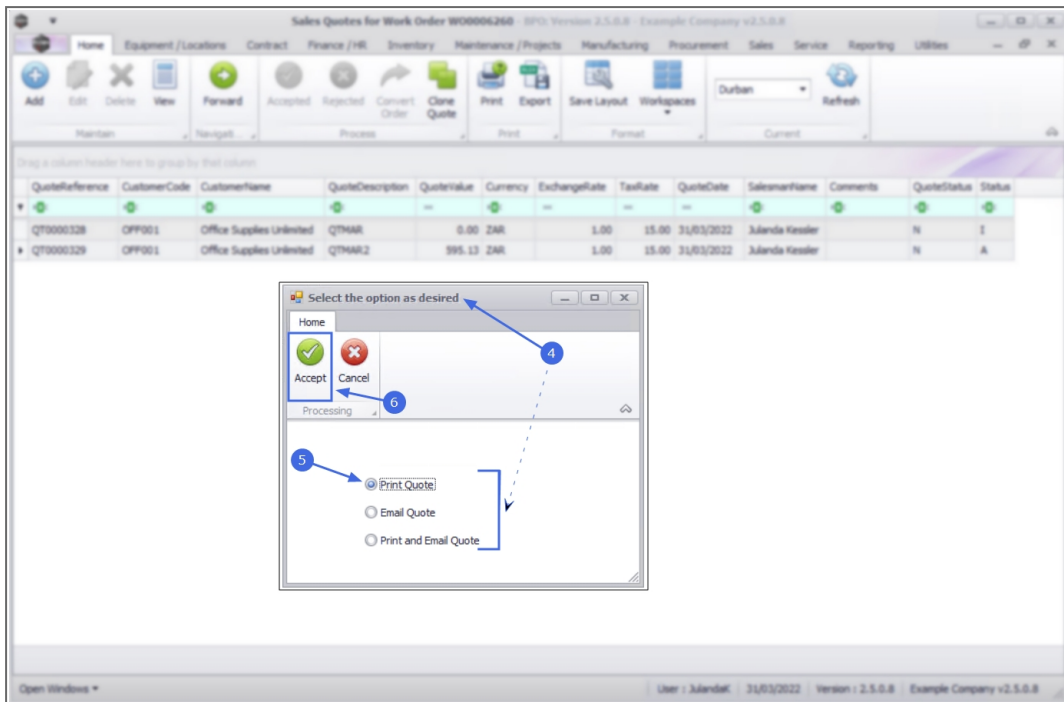 Sales Quotes for Work Order WO0006260 - BPO: Version 2.5.0.8 - Example Company v2.5.0.8
Home Equipment / Locations Contract Finance / HR Inventory Maintenance / Projects Manufacturing Procurement Sales Service Reporting Utilities
Add Edit Delete View Forward Accepted Rejected Convert Order Clone Quote Print Export Save Layout Workspaces Durban Refresh
Maintain Navigati... Process Print Format Current
Drag a column header here to group by that column
QuoteReference CustomerCode CustomerName QuoteDescription QuoteValue Currency ExchangeRate TaxRate QuoteDate SalesmanName Comments QuoteStatus Status
QT0000328 OFF001 Office Supplies Unlimited QTMAR 0.00 ZAR 1.00 15.00 31/03/2022 Julanda Kessler N I
QT0000329 OFF001 Office Supplies Unlimited QTMAR2 595.13 ZAR 1.00 15.00 31/03/2022 Julanda Kessler N A
Select the option as desired
Home
4
Accept Cancel
6
Processing
5
Print Quote
Email Quote
Print and Email Quote
Open Windows User : JulandaK 31/03/2022 Version : 2.5.0.8 Example Company v2.5.0.8